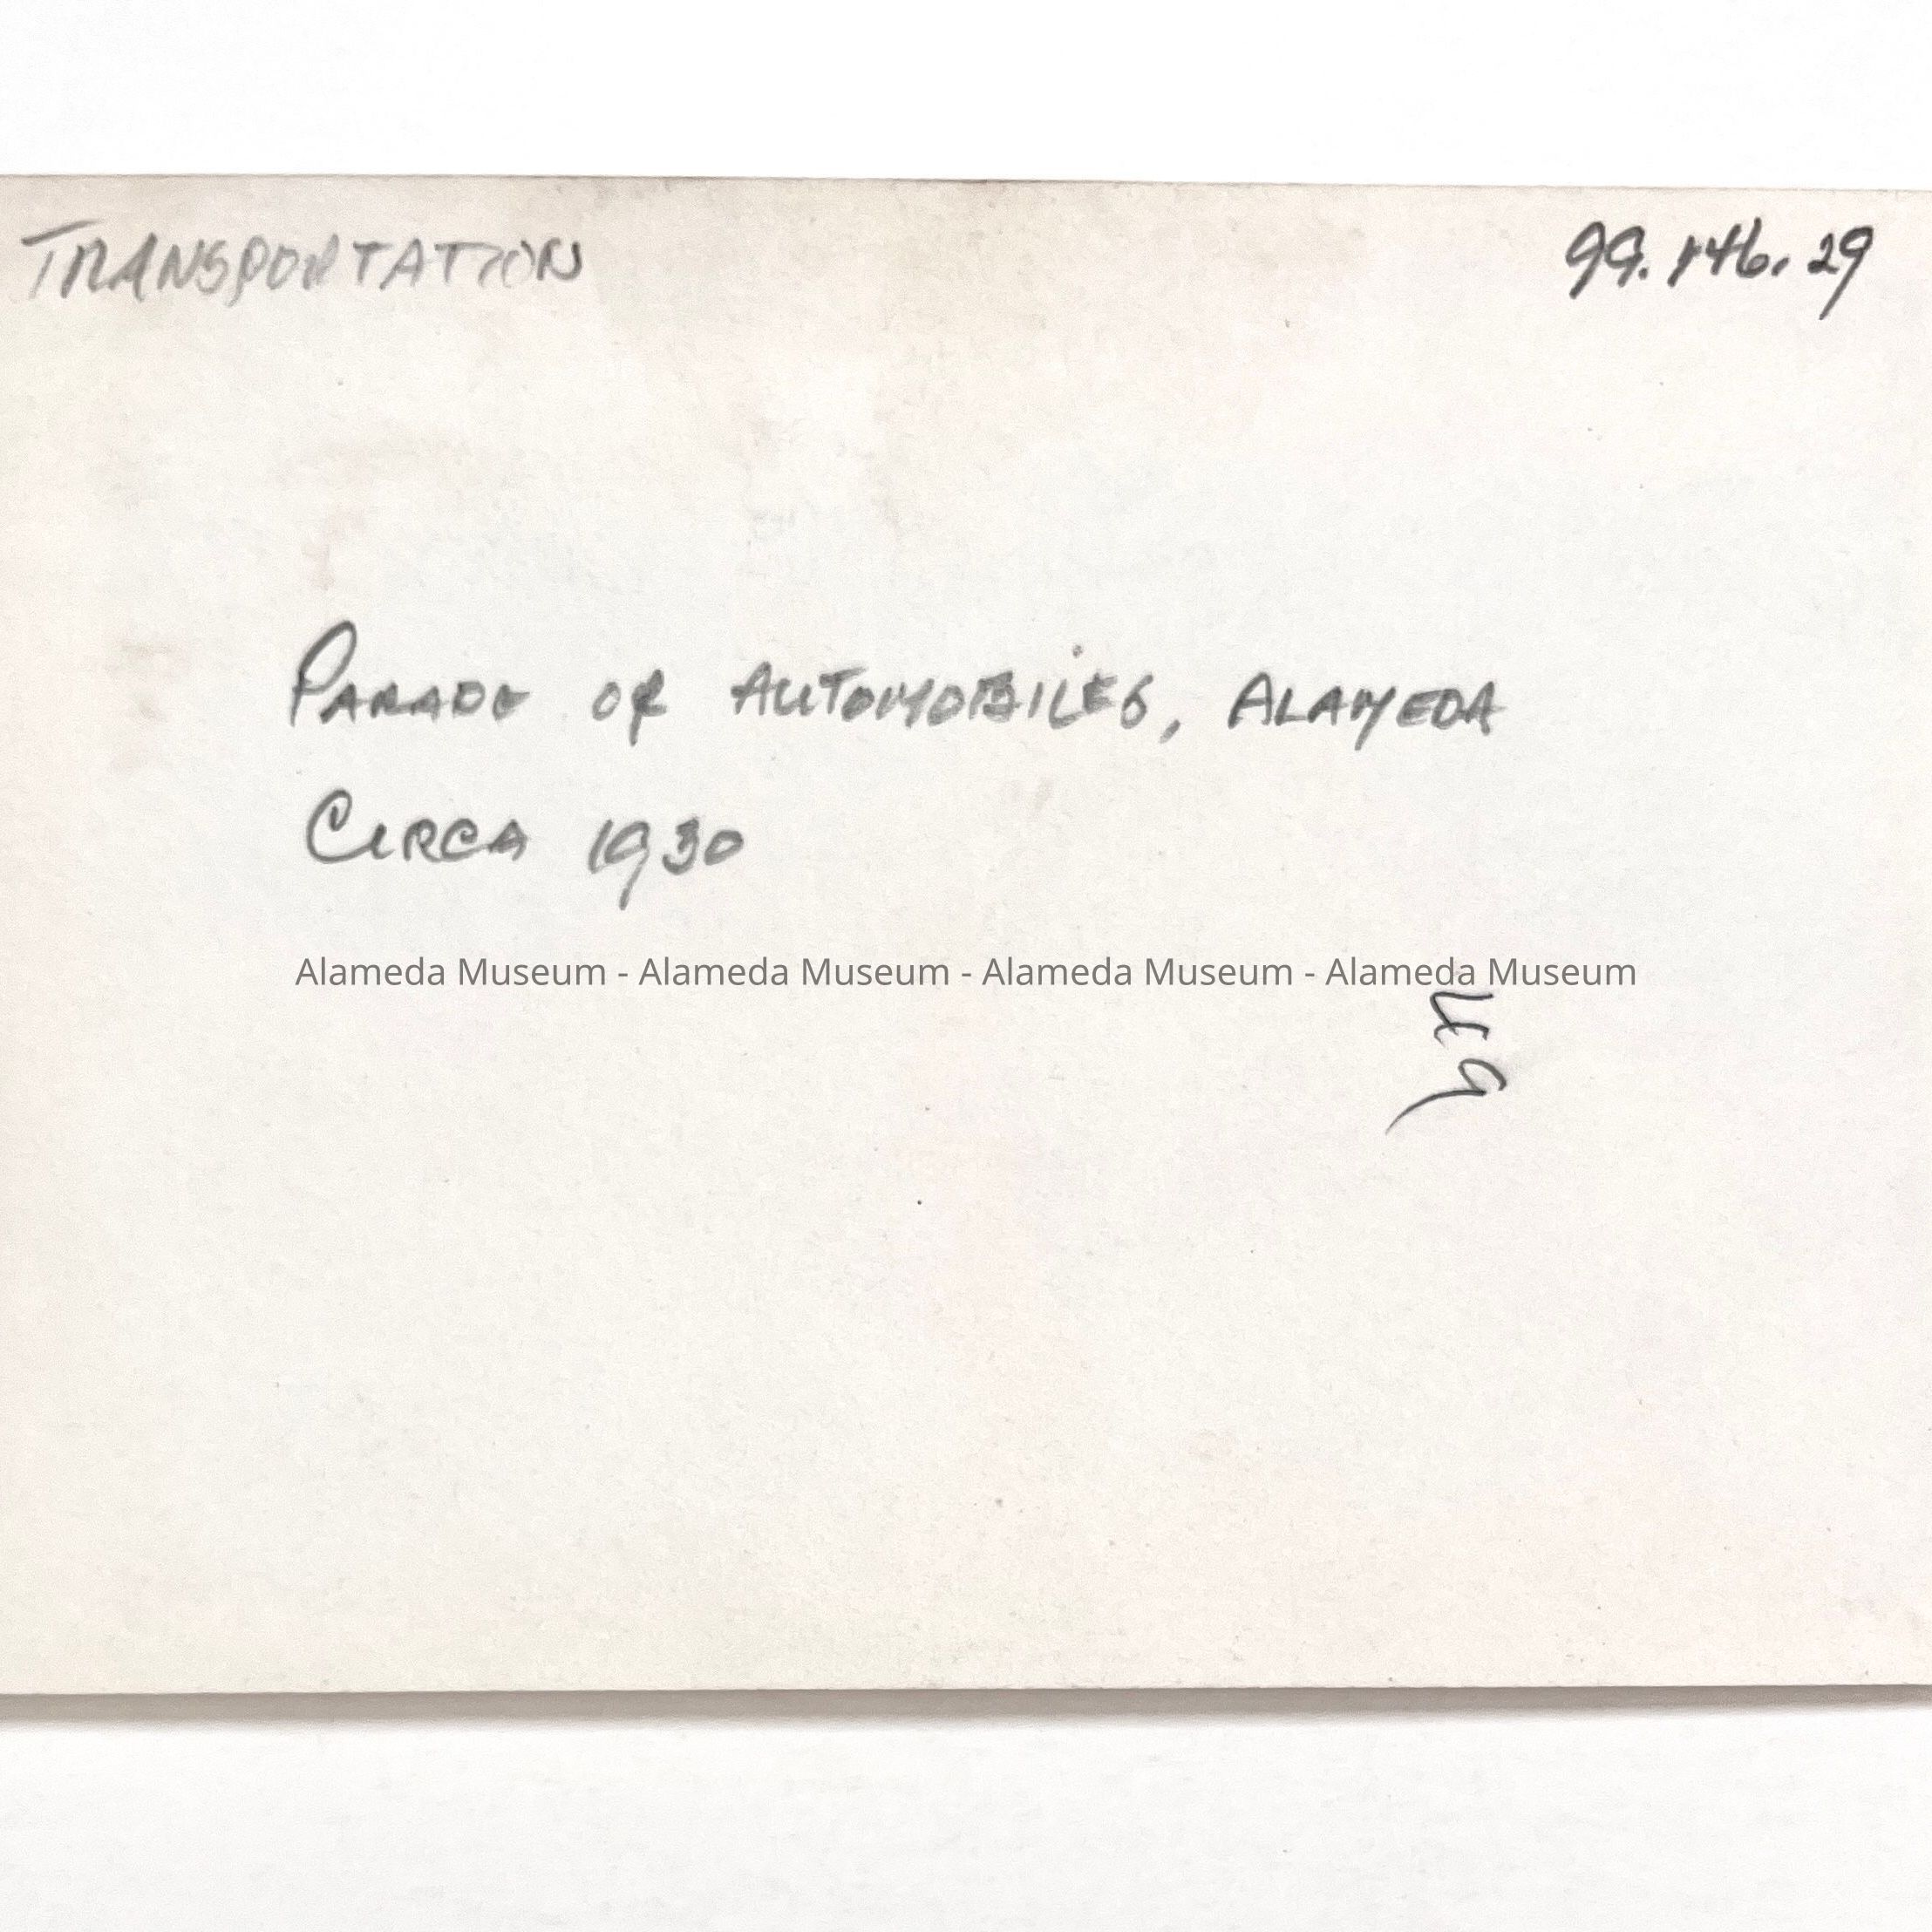 TRANSPORTATION
99.146.29
PARADE OF AUTOMOBILES, ALAMEDA
CIRCA 1930
Alameda Museum - Alameda Museum - Alameda Museum - Alameda Museum